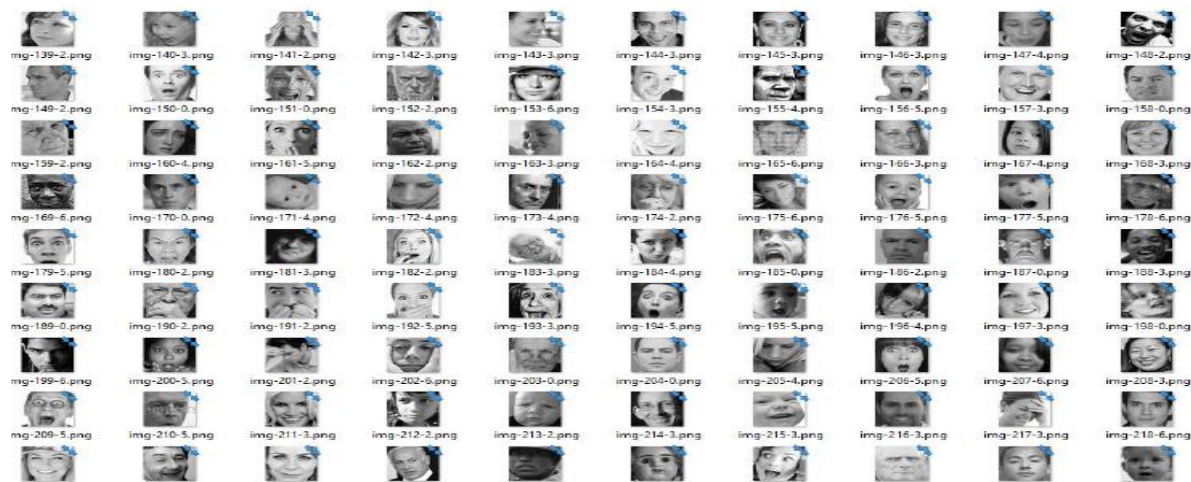 img-139-2.png img-140-3.png img-141-2.png img-142-3.png img-143-3.png img-144-3.png img-145-3.png img-146-3.png img-147-4.png img-148-2.png
img-149-2.png img-150-0.png img-151-0.png img-152-2.png img-153-6.png img-154-3.png img-155-4.png img-156-5.png img-157-3.png img-158-0.png
img-159-2.png img-160-4.png img-161-5.png img-162-2.png img-163-3.png img-164-4.png img-165-6.png img-166-3.png img-167-4.png img-168-3.png
img-169-6.png img-170-0.png img-171-4.png img-172-4.png img-173-4.png img-174-2.png img-175-6.png img-176-5.png img-177-5.png img-178-6.png
img-179-5.png img-180-2.png img-181-3.png img-182-2.png img-183-3.png img-184-4.png img-185-0.png img-186-2.png img-187-0.png img-188-3.png
img-189-0.png img-190-2.png img-191-2.png img-192-5.png img-193-3.png img-194-5.png img-195-5.png img-196-4.png img-197-3.png img-198-0.png
img-199-6.png img-200-5.png img-201-2.png img-202-6.png img-203-0.png img-204-0.png img-205-4.png img-206-5.png img-207-6.png img-208-3.png
img-209-5.png img-210-5.png img-211-3.png img-212-2.png img-213-2.png img-214-3.png img-215-3.png img-216-3.png img-217-3.png img-218-6.png